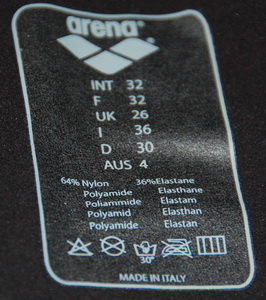 arena
INT 32
F 32
UK 26
I 36
D 30
AUS 4
64% Nylon 36% Elastane
Polyamide Elasthane
Poliammide Elastam
Polyamid Elasthan
Polyamide Elastan
30°
MADE IN ITALY